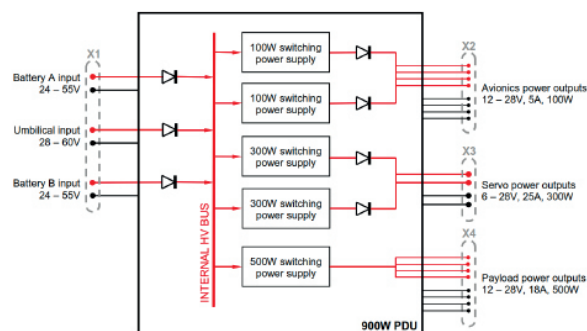 X1
Battery A input
24 – 55V
Umbilical input
28 – 60V
Battery B input
24 – 55V
INTERNAL HV BUS
100W switching
power supply
100W switching
power supply
300W switching
power supply
300W switching
power supply
500W switching
power supply
900W PDU
X2
Avionics power outputs
12 – 28V, 5A, 100W
X3
Servo power outputs
6 – 28V, 25A, 300W
X4
Payload power outputs
12 – 28V, 18A, 500W